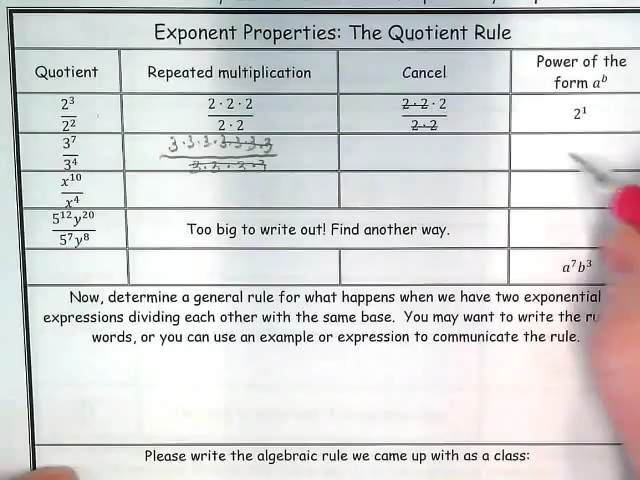 Exponent Properties: The Quotient Rule
Quotient Repeated multiplication Cancel Power of the form a^b
2^3/2^2 2 · 2 · 2/2 · 2 2 · 2 · 2/2 · 2 2^1
3^7/3^4 3·3·3·3·3·3·3/3·3·3·3
x^10/x^4
5^12y^20/5^7y^8 Too big to write out! Find another way.
a^7b^3
Now, determine a general rule for what happens when we have two exponential
expressions dividing each other with the same base. You may want to write the
words, or you can use an example or expression to communicate the rule.
Please write the algebraic rule we came up with as a class: